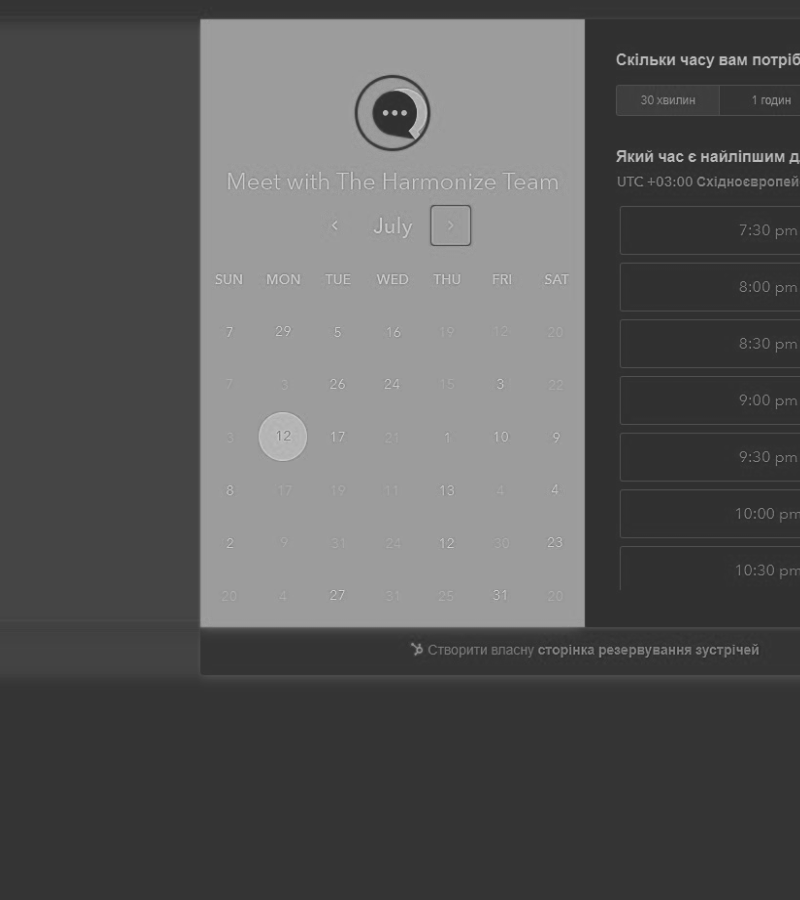 Meet with The Harmonize Team
July
SUN MON TUE WED THU FRI SAT
7 29 5 16 19 12 20
7 3 26 24 15 3 22
3 12 17 21 1 10 9
8 17 19 11 13 4 4
2 9 31 24 12 30 23
20 4 27 31 25 31 20
Скільки часу вам потріб
30 хвилин 1 годин
Який час є найліпшим д
UTC +03:00 Східноєвропей
7:30 pm
8:00 pm
8:30 pm
9:00 pm
9:30 pm
10:00 pm
10:30 pm
Створити власну сторінка резервування зустрічей